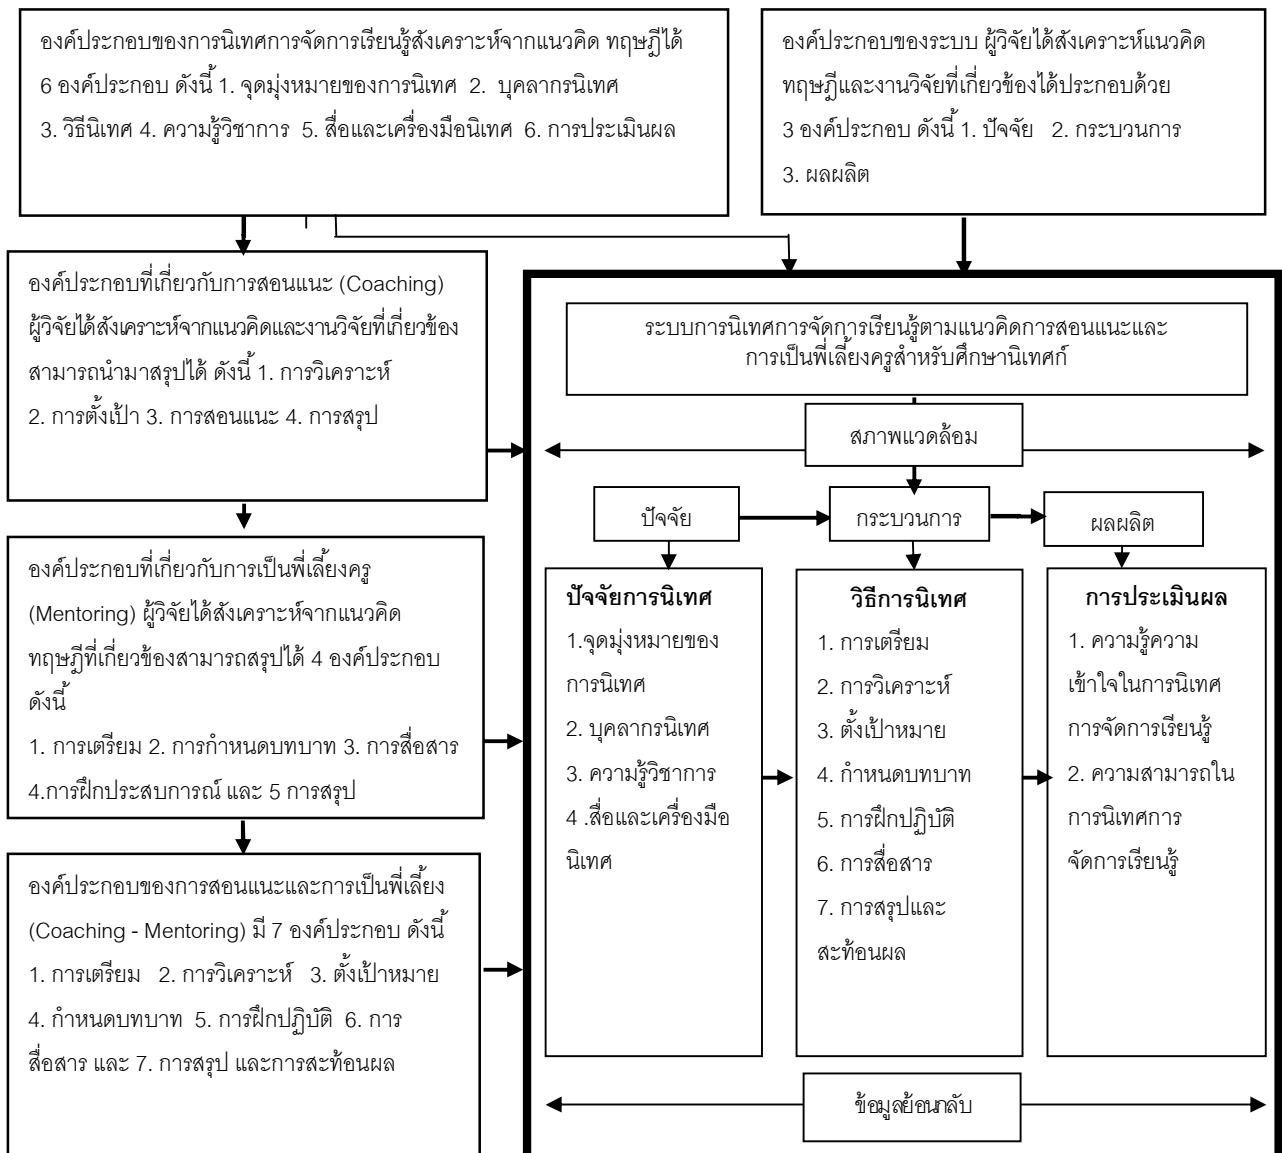 องค์ประกอบของการนิเทศการจัดการเรียนรู้สังเคราะห์จากแนวคิด ทฤษฎีได้
6 องค์ประกอบ ดังนี้ 1. จุดมุ่งหมายของการนิเทศ 2. บุคลากรนิเทศ
3. วิธีนิเทศ 4. ความรู้วิชาการ 5. สื่อและเครื่องมือนิเทศ 6. การประเมินผล
องค์ประกอบของระบบ ผู้วิจัยได้สังเคราะห์แนวคิด
ทฤษฎีและงานวิจัยที่เกี่ยวข้องได้ประกอบด้วย
3 องค์ประกอบ ดังนี้ 1. ปัจจัย 2. กระบวนการ
3. ผลผลิต
องค์ประกอบที่เกี่ยวกับการสอนแนะ (Coaching)
ผู้วิจัยได้สังเคราะห์จากแนวคิดและงานวิจัยที่เกี่ยวข้อง
สามารถนำมาสรุปได้ ดังนี้ 1. การวิเคราะห์
2. การตั้งเป้า 3. การสอนแนะ 4. การสรุป
องค์ประกอบที่เกี่ยวกับการเป็นพี่เลี้ยงครู
(Mentoring) ผู้วิจัยได้สังเคราะห์จากแนวคิด
ทฤษฎีที่เกี่ยวข้องสามารถสรุปได้ 4 องค์ประกอบ
ดังนี้
1. การเตรียม 2. การกำหนดบทบาท 3. การสื่อสาร
4.การฝึกประสบการณ์ และ 5 การสรุป
องค์ประกอบของการสอนแนะและการเป็นพี่เลี้ยง
(Coaching - Mentoring) มี 7 องค์ประกอบ ดังนี้
1. การเตรียม 2. การวิเคราะห์ 3. ตั้งเป้าหมาย
4. กำหนดบทบาท 5. การฝึกปฏิบัติ 6. การ
สื่อสาร และ 7. การสรุป และการสะท้อนผล
ระบบการนิเทศการจัดการเรียนรู้ตามแนวคิดการสอนแนะและ
การเป็นพี่เลี้ยงครูสำหรับศึกษานิเทศก์
สภาพแวดล้อม
ปัจจัย
กระบวนการ
ผลผลิต
ปัจจัยการนิเทศ
1.จุดมุ่งหมายของ
การนิเทศ
2. บุคลากรนิเทศ
3. ความรู้วิชาการ
4 .สื่อและเครื่องมือ
นิเทศ
วิธีการนิเทศ
1. การเตรียม
2. การวิเคราะห์
3. ตั้งเป้าหมาย
4. กำหนดบทบาท
5. การฝึกปฏิบัติ
6. การสื่อสาร
7. การสรุปและ
สะท้อนผล
การประเมินผล
1. ความรู้ความ
เข้าใจในการนิเทศ
การจัดการเรียนรู้
2. ความสามารถใน
การนิเทศการ
จัดการเรียนรู้
ข้อมูลย้อนกลับ